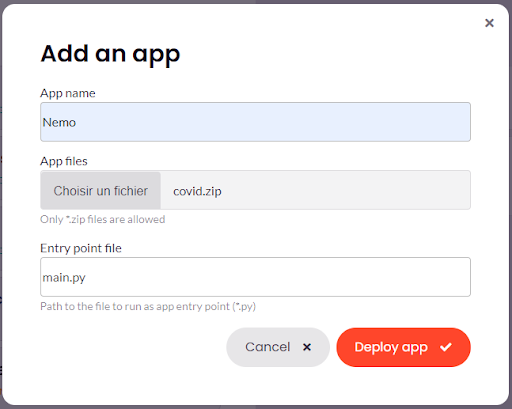 Add an app
App name
Nemo
App files
Choisir un fichier covid.zip
Only *.zip files are allowed
Entry point file
main.py
Path to the file to run as app entry point (*.py)
Cancel Deploy app